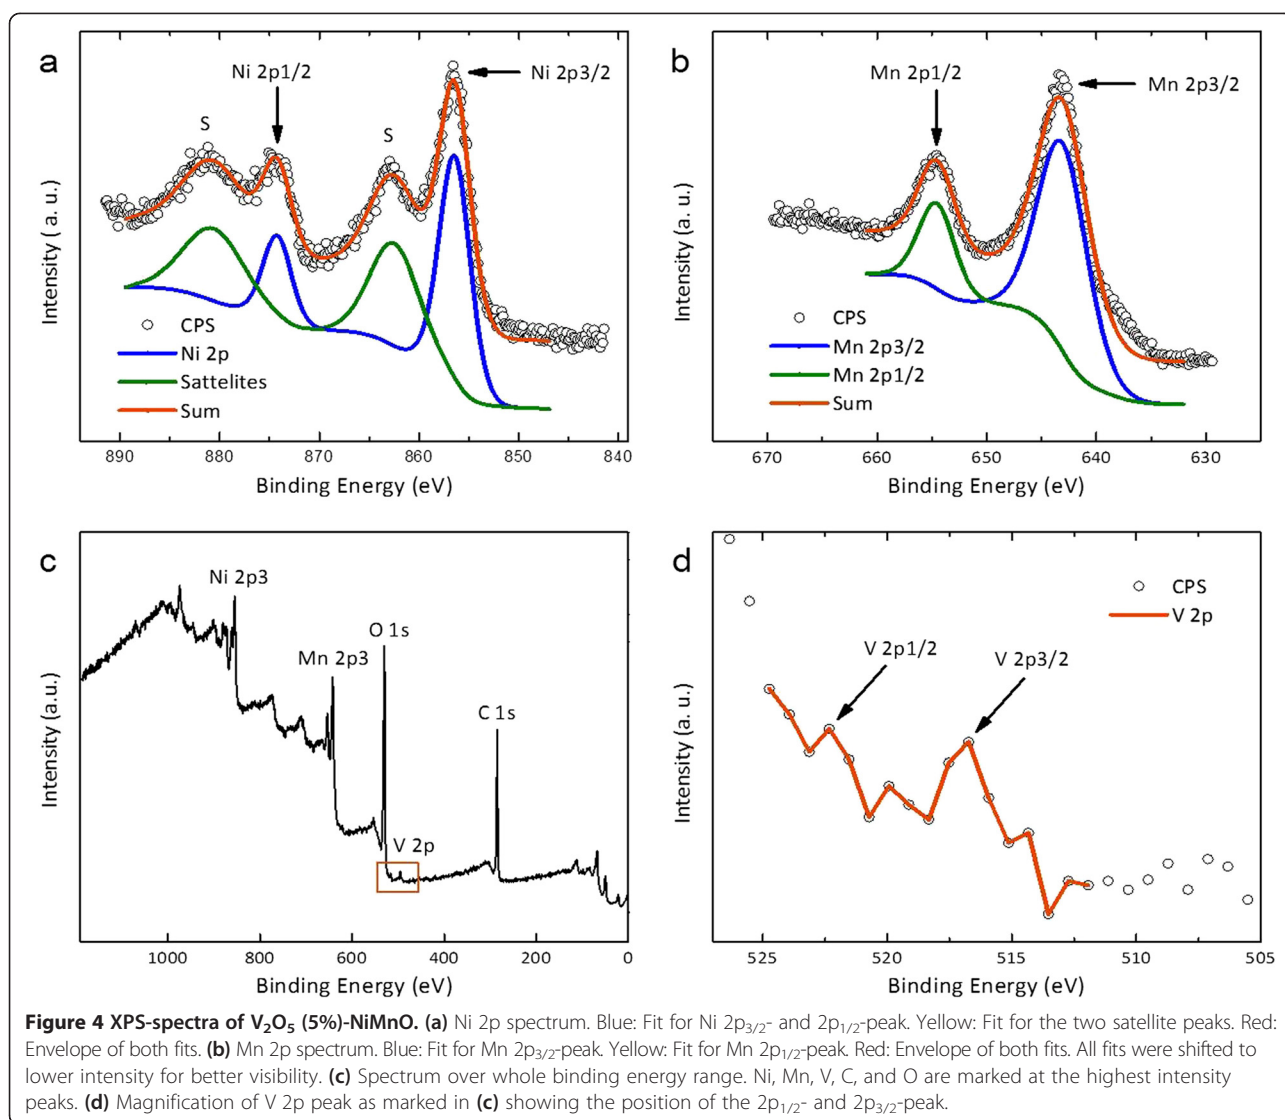 a
Ni 2p1/2
Ni 2p3/2
S
S
Intensity (a. u.)
CPS
Ni 2p
Sattelites
Sum
890 880 870 860 850 840
Binding Energy (eV)
b
Mn 2p1/2
Mn 2p3/2
Intensity (a. u.)
CPS
Mn 2p3/2
Mn 2p1/2
Sum
670 660 650 640 630
Binding Energy (eV)
c
Ni 2p3
O 1s
Mn 2p3
C 1s
V 2p
Intensity (a.u.)
1000 800 600 400 200 0
Binding Energy (eV)
d
CPS
V 2p
V 2p1/2
V 2p3/2
Intensity (a. u.)
525 520 515 510 505
Binding Energy (eV)
Figure 4 XPS-spectra of V₂O₅ (5%)-NiMnO. (a) Ni 2p spectrum. Blue: Fit for Ni 2p₃/₂- and 2p₁/₂-peak. Yellow: Fit for the two satellite peaks. Red:
Envelope of both fits. (b) Mn 2p spectrum. Blue: Fit for Mn 2p₃/₂-peak. Yellow: Fit for Mn 2p₁/₂-peak. Red: Envelope of both fits. All fits were shifted to
lower intensity for better visibility. (c) Spectrum over whole binding energy range. Ni, Mn, V, C, and O are marked at the highest intensity
peaks. (d) Magnification of V 2p peak as marked in (c) showing the position of the 2p₁/₂- and 2p₃/₂-peak.